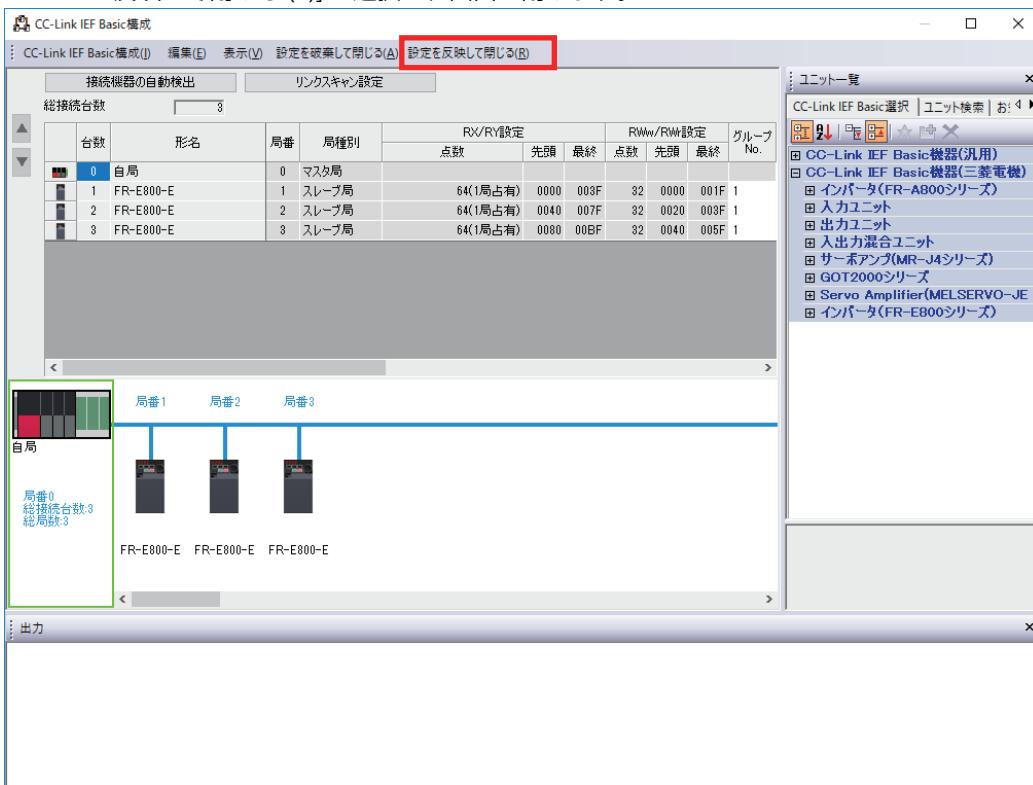 CC-Link IEF Basic構成
CC-Link IEF Basic構成(I) 編集(E) 表示(V) 設定を破棄して閉じる(A) 設定を反映して閉じる(R)
接続機器の自動検出 リンクスキャン設定
総接続台数 3
台数 形名 局番 局種別 RX/RY設定 RWw/RWr設定 グループNo.
点数 先頭 最終 点数 先頭 最終
0 自局 0 マスタ局
1 FR-E800-E 1 スレーブ局 64(1局占有) 0000 003F 32 0000 001F 1
2 FR-E800-E 2 スレーブ局 64(1局占有) 0040 007F 32 0020 003F 1
3 FR-E800-E 3 スレーブ局 64(1局占有) 0080 00BF 32 0040 005F 1
局番1 局番2 局番3
自局
局番0
総接続台数:3
総局数:3
FR-E800-E FR-E800-E FR-E800-E
ユニット一覧
CC-Link IEF Basic選択 ユニット検索
CC-Link IEF Basic機器(汎用)
CC-Link IEF Basic機器(三菱電機)
インバータ(FR-A800シリーズ)
入力ユニット
出力ユニット
入出力混合ユニット
サーボアンプ(MR-J4シリーズ)
GOT2000シリーズ
Servo Amplifier(MELSERVO-JE
インバータ(FR-E800シリーズ)
出力